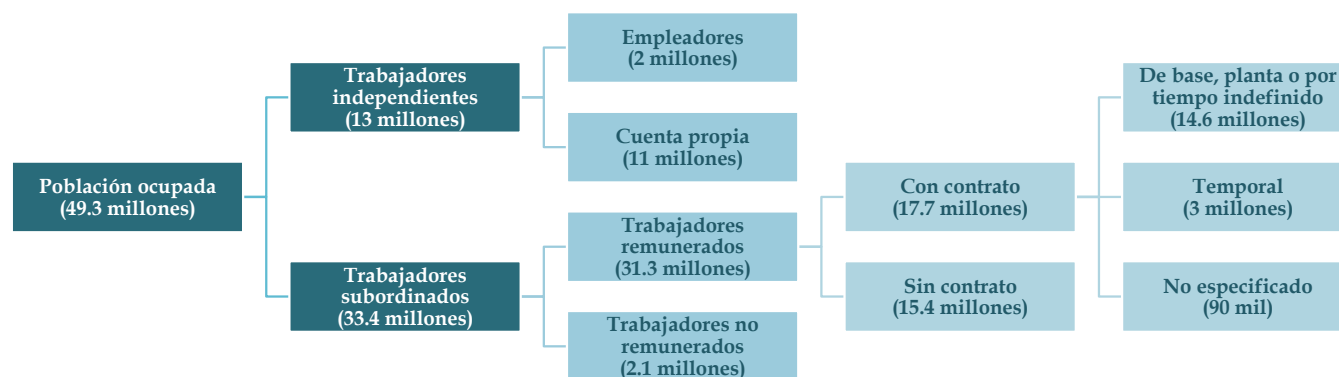 Población ocupada
(49.3 millones)
Trabajadores
independientes
(13 millones)
Empleadores
(2 millones)
Cuenta propia
(11 millones)
Trabajadores
subordinados
(33.4 millones)
Trabajadores
remunerados
(31.3 millones)
Con contrato
(17.7 millones)
De base, planta o por
tiempo indefinido
(14.6 millones)
Temporal
(3 millones)
No especificado
(90 mil)
Sin contrato
(15.4 millones)
Trabajadores no
remunerados
(2.1 millones)